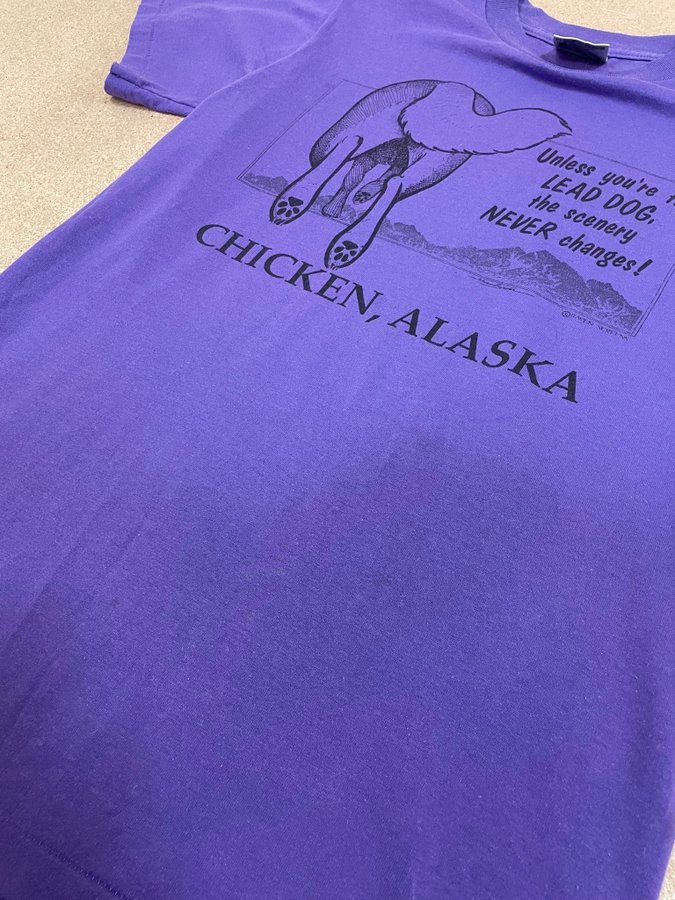 Unless you're
LEAD DOG,
the scenery
NEVER changes!
CHICKEN, ALASKA